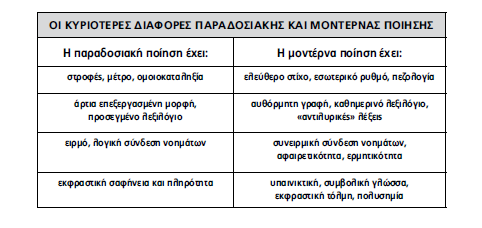 ΟΙ ΚΥΡΙΟΤΕΡΕΣ ΔΙΑΦΟΡΕΣ ΠΑΡΑΔΟΣΙΑΚΗΣ ΚΑΙ ΜΟΝΤΕΡΝΑΣ ΠΟΙΗΣΗΣ
Η παραδοσιακή ποίηση έχει:
Η μοντέρνα ποίηση έχει:
στροφές, μέτρο, ομοιοκαταληξία
ελεύθερο στίχο, εσωτερικό ρυθμό, πεζολογία
άρτια επεξεργασμένη μορφή,
προσεγμένο λεξιλόγιο
αυθόρμητη γραφή, καθημερινό λεξιλόγιο,
«αντιλυρικές» λέξεις
ειρμό, λογική σύνδεση νοημάτων
συνειρμική σύνδεση νοημάτων,
αφαιρετικότητα, ερμητικότητα
εκφραστική σαφήνεια και πληρότητα
υπαινικτική, συμβολική γλώσσα,
εκφραστική τόλμη, πολυσημία